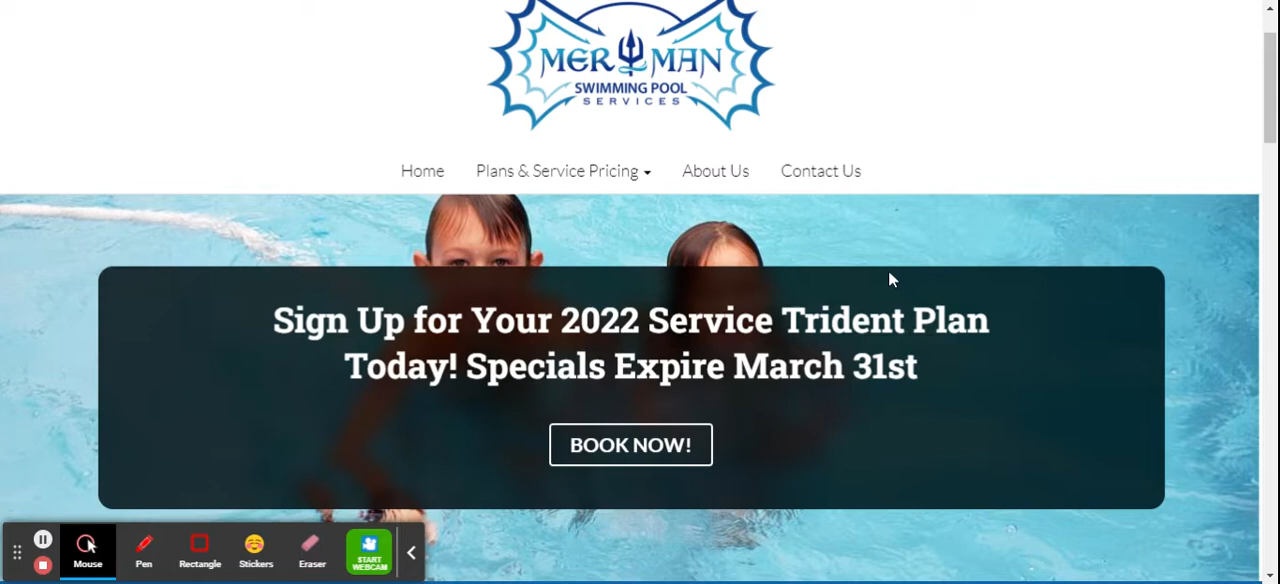 MER MAN
SWIMMING POOL
SERVICES
Home Plans & Service Pricing About Us Contact Us
Sign Up for Your 2022 Service Trident Plan
Today! Specials Expire March 31st
BOOK NOW!
Mouse Pen Rectangle Stickers Eraser START
WEBCAM